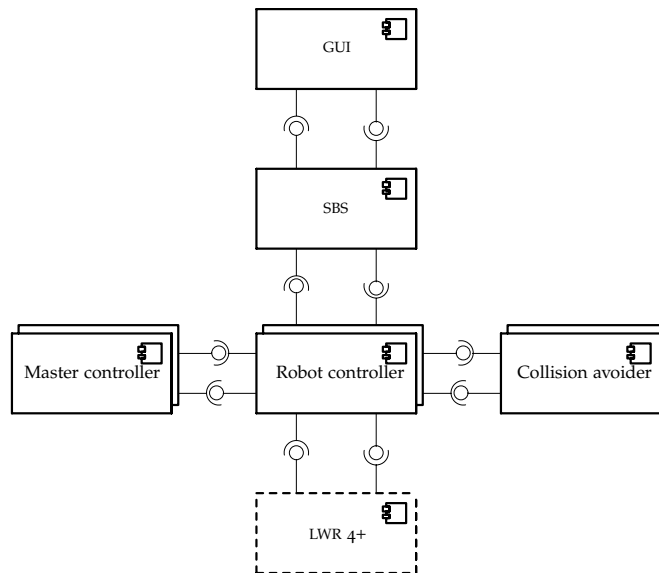 GUI
SBS
Master controller
Robot controller
Collision avoider
LWR 4+